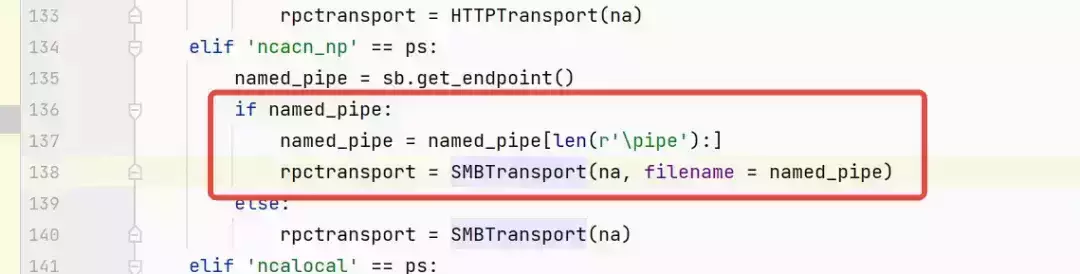 133 rpctransport = HTTPTransport(na)
134 elif 'ncacn_np' == ps:
135 named_pipe = sb.get_endpoint()
136 if named_pipe:
137 named_pipe = named_pipe[len(r'\pipe'):]
138 rpctransport = SMBTransport(na, filename = named_pipe)
139 else:
140 rpctransport = SMBTransport(na)
141 elif 'ncalocal' == ps: